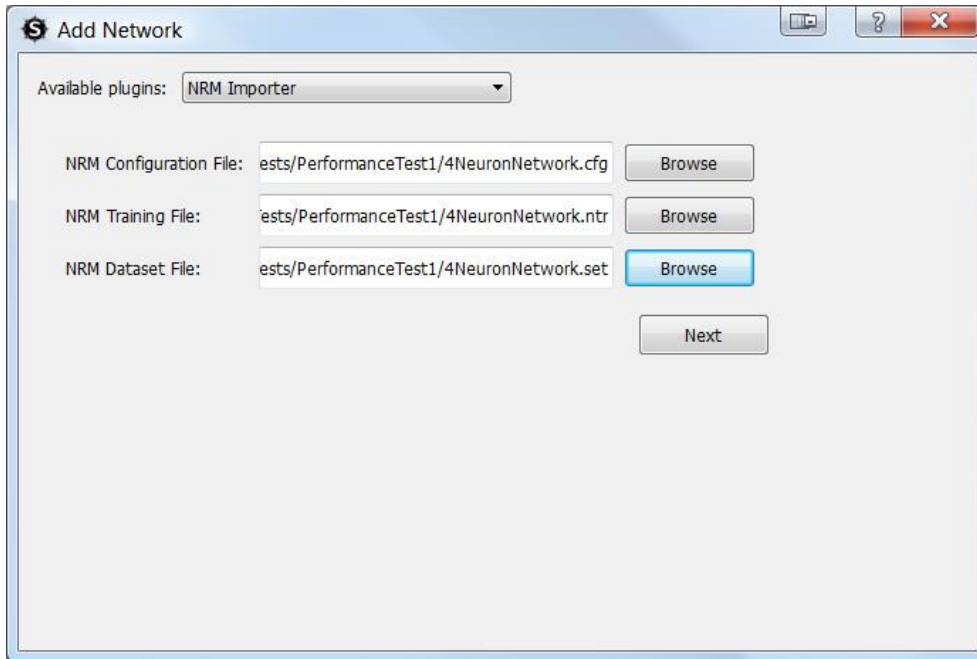 Add Network
Available plugins: NRM Importer
NRM Configuration File: ests/PerformanceTest1/4NeuronNetwork.cfg Browse
NRM Training File: ests/PerformanceTest1/4NeuronNetwork.ntr Browse
NRM Dataset File: ests/PerformanceTest1/4NeuronNetwork.set Browse
Next